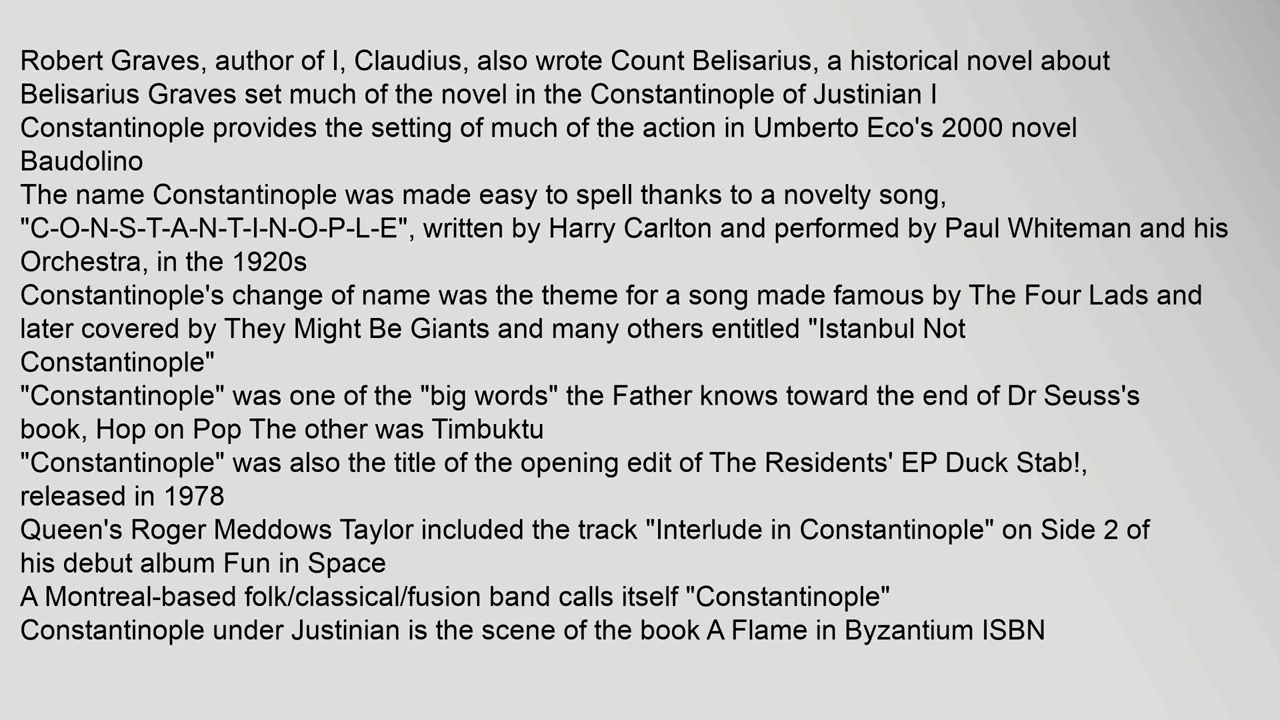 Robert Graves, author of I, Claudius, also wrote Count Belisarius, a historical novel about
Belisarius Graves set much of the novel in the Constantinople of Justinian I
Constantinople provides the setting of much of the action in Umberto Eco's 2000 novel
Baudolino
The name Constantinople was made easy to spell thanks to a novelty song,
"C-O-N-S-T-A-N-T-I-N-O-P-L-E", written by Harry Carlton and performed by Paul Whiteman and his
Orchestra, in the 1920s
Constantinople's change of name was the theme for a song made famous by The Four Lads and
later covered by They Might Be Giants and many others entitled "Istanbul Not
Constantinople"
"Constantinople" was one of the "big words" the Father knows toward the end of Dr Seuss's
book, Hop on Pop The other was Timbuktu
"Constantinople" was also the title of the opening edit of The Residents' EP Duck Stab!,
released in 1978
Queen's Roger Meddows Taylor included the track "Interlude in Constantinople" on Side 2 of
his debut album Fun in Space
A Montreal-based folk/classical/fusion band calls itself "Constantinople"
Constantinople under Justinian is the scene of the book A Flame in Byzantium ISBN